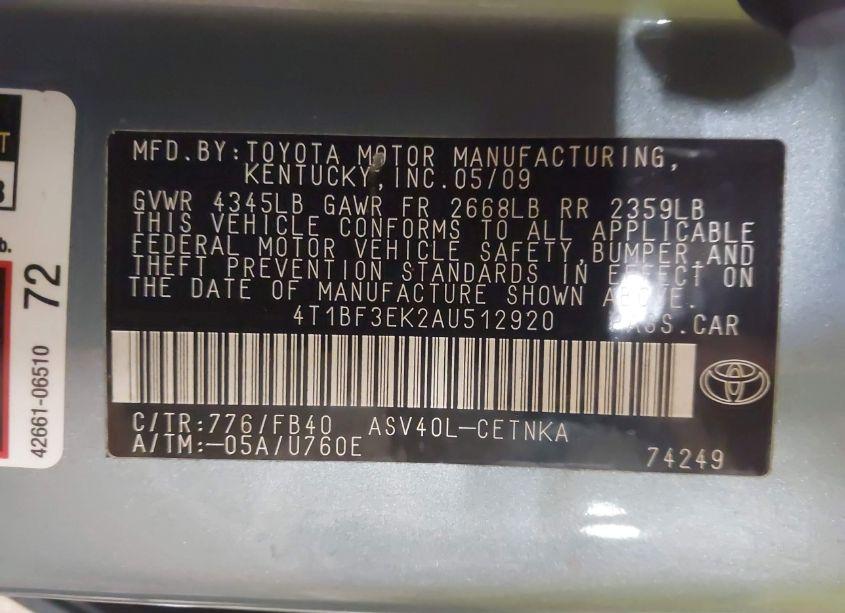 MFD.BY:TOYOTA MOTOR MANUFACTURING,
KENTUCKY,INC.05/09
GVWR 4345LB GAWR FR 2668LB RR 2359LB
THIS VEHICLE CONFORMS TO ALL APPLICABLE
FEDERAL MOTOR VEHICLE SAFETY,BUMPER,AND
THEFT PREVENTION STANDARDS IN EFFECT ON
THE DATE OF MANUFACTURE SHOWN ABOVE.
4T1BF3EK2AU512920 PASS.CAR
C/TR:776/FB40 ASV40L-CETNKA
A/TM:-05A/U760E
74249
72
42661-06510